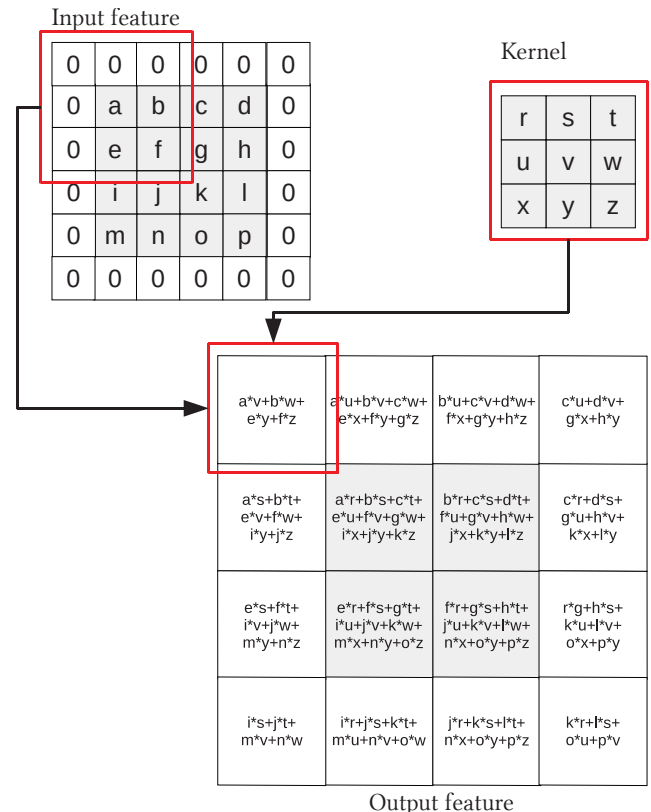 Input feature
Kernel
0 0 0 0 0 0
0 a b c d 0
0 e f g h 0
0 i j k l 0
0 m n o p 0
0 0 0 0 0 0
r s t
u v w
x y z
a*v+b*w+
e*y+f*z
a*u+b*v+c*w+
e*x+f*y+g*z
b*u+c*v+d*w+
f*x+g*y+h*z
c*u+d*v+
g*x+h*y
a*s+b*t+
e*v+f*w+
i*y+j*z
a*r+b*s+c*t+
e*u+f*v+g*w+
i*x+j*y+k*z
b*r+c*s+d*t+
f*u+g*v+h*w+
j*x+k*y+l*z
c*r+d*s+
g*u+h*v+
k*x+l*y
e*s+f*t+
i*v+j*w+
m*y+n*z
e*r+f*s+g*t+
i*u+j*v+k*w+
m*x+n*y+o*z
f*r+g*s+h*t+
j*u+k*v+l*w+
n*x+o*y+p*z
r*g+h*s+
k*u+l*v+
o*x+p*y
i*s+j*t+
m*v+n*w
i*r+j*s+k*t+
m*u+n*v+o*w
j*r+k*s+l*t+
n*x+o*y+p*z
k*r+l*s+
o*u+p*v
Output feature